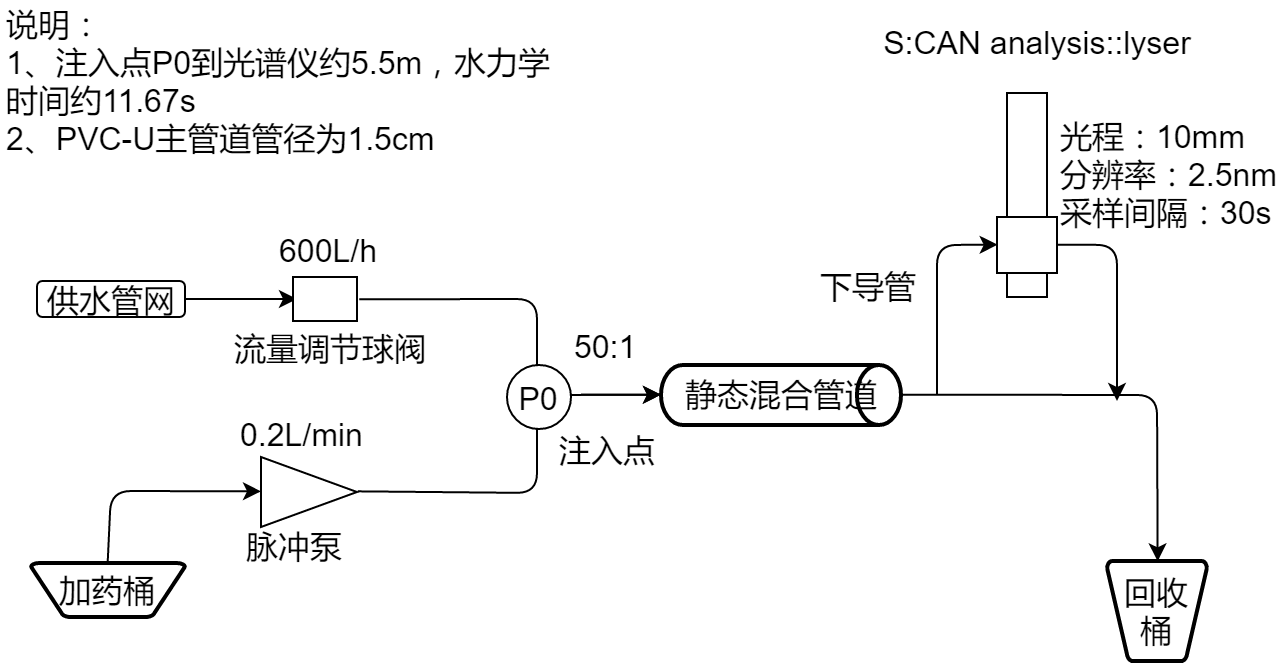 说明：
1、注入点P0到光谱仪约5.5m，水力学
时间约11.67s
2、PVC-U主管道管径为1.5cm
S:CAN analysis::lyser
光程：10mm
分辨率：2.5nm
采样间隔：30s
600L/h
供水管网
流量调节球阀
下导管
50:1
P0
静态混合管道
注入点
0.2L/min
脉冲泵
加药桶
回收
桶